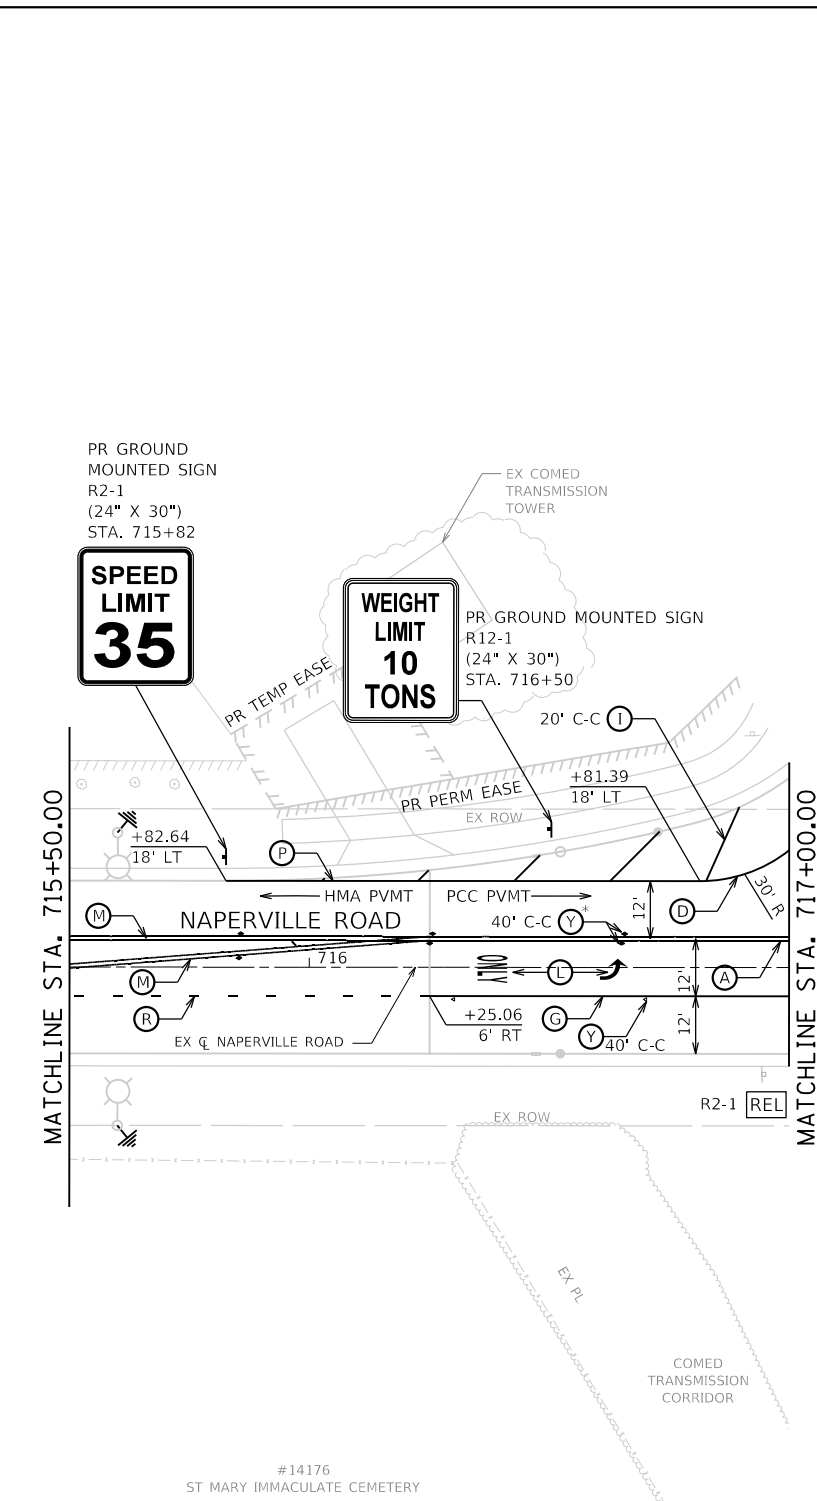 PR GROUND
MOUNTED SIGN
R2-1
(24" X 30")
STA. 715+82
SPEED
LIMIT
35
EX COMED
TRANSMISSION
TOWER
WEIGHT
LIMIT
10
TONS
PR GROUND MOUNTED SIGN
R12-1
(24" X 30")
STA. 716+50
PR TEMP EASE
20' C-C I
+81.39
18' LT
PR PERM EASE
EX ROW
+82.64
18' LT
P
MATCHLINE STA. 715+50.00
MATCHLINE STA. 717+00.00
HMA PVMT
PCC PVMT
30' R
D
M
NAPERVILLE ROAD
40' C-C Y*
12'
716
M
ONLY
L
12'
A
R
+25.06
6' RT
G
Y 40' C-C
12'
EX ℄ NAPERVILLE ROAD
R2-1 REL
EX ROW
EX PL
COMED
TRANSMISSION
CORRIDOR
#14176
ST MARY IMMACULATE CEMETERY